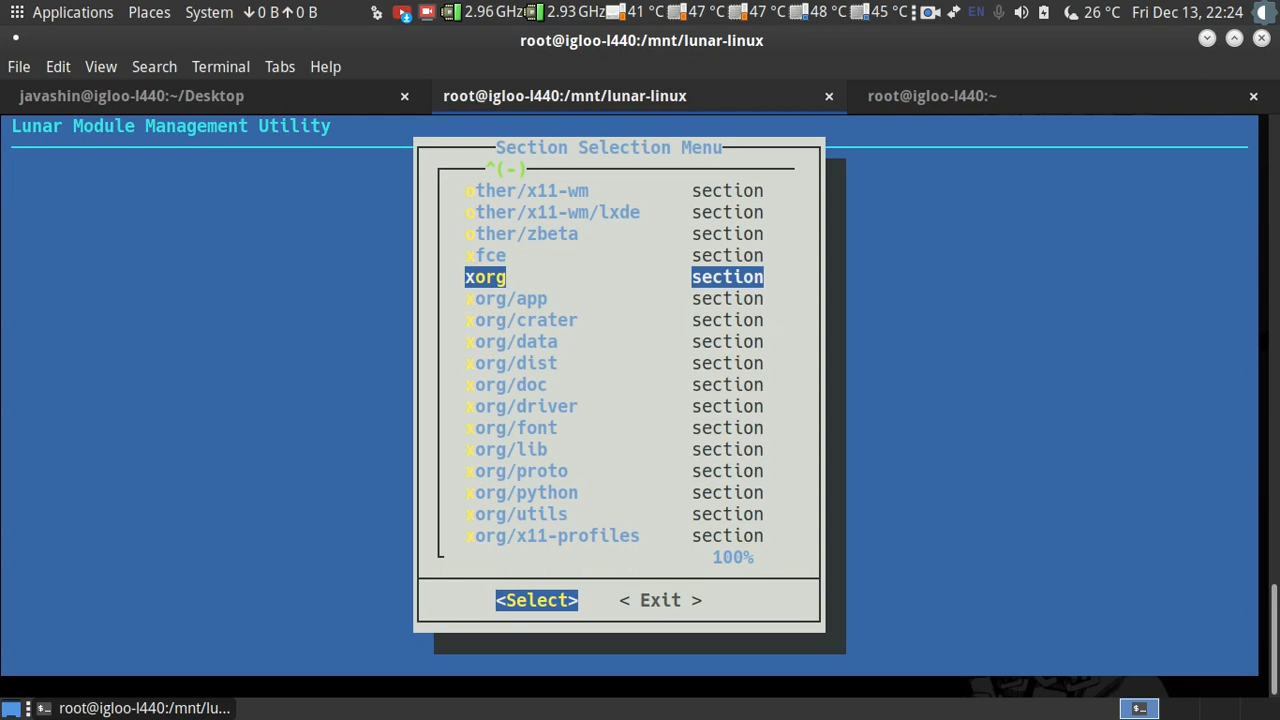 Applications Places System 0 B 0 B 2.96 GHz 2.93 GHz 41 °C 47 °C 47 °C 48 °C 45 °C EN 26 °C Fri Dec 13, 22:24
root@igloo-l440:/mnt/lunar-linux
File Edit View Search Terminal Tabs Help
javashin@igloo-l440:~/Desktop × root@igloo-l440:/mnt/lunar-linux × root@igloo-l440:~ ×
Lunar Module Management Utility
Section Selection Menu
^(-)
other/x11-wm section
other/x11-wm/lxde section
other/zbeta section
xfce section
xorg section
xorg/app section
xorg/crater section
xorg/data section
xorg/dist section
xorg/doc section
xorg/driver section
xorg/font section
xorg/lib section
xorg/proto section
xorg/python section
xorg/utils section
xorg/x11-profiles section
100%
<Select> < Exit >
root@igloo-l440:/mnt/lu...